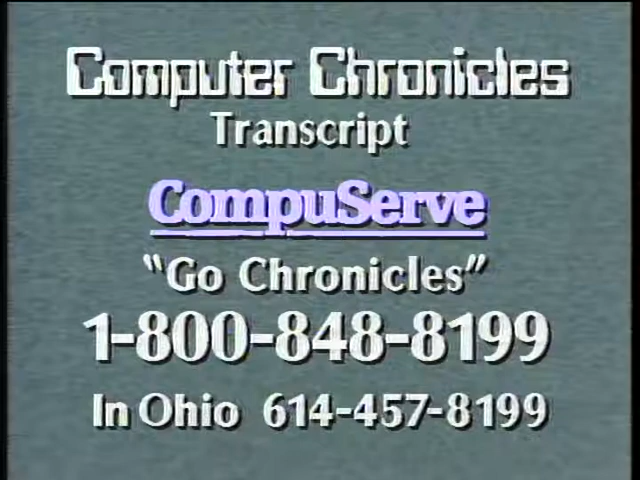 Computer Chronicles
Transcript
CompuServe
“Go Chronicles”
1-800-848-8199
In Ohio 614-457-8199